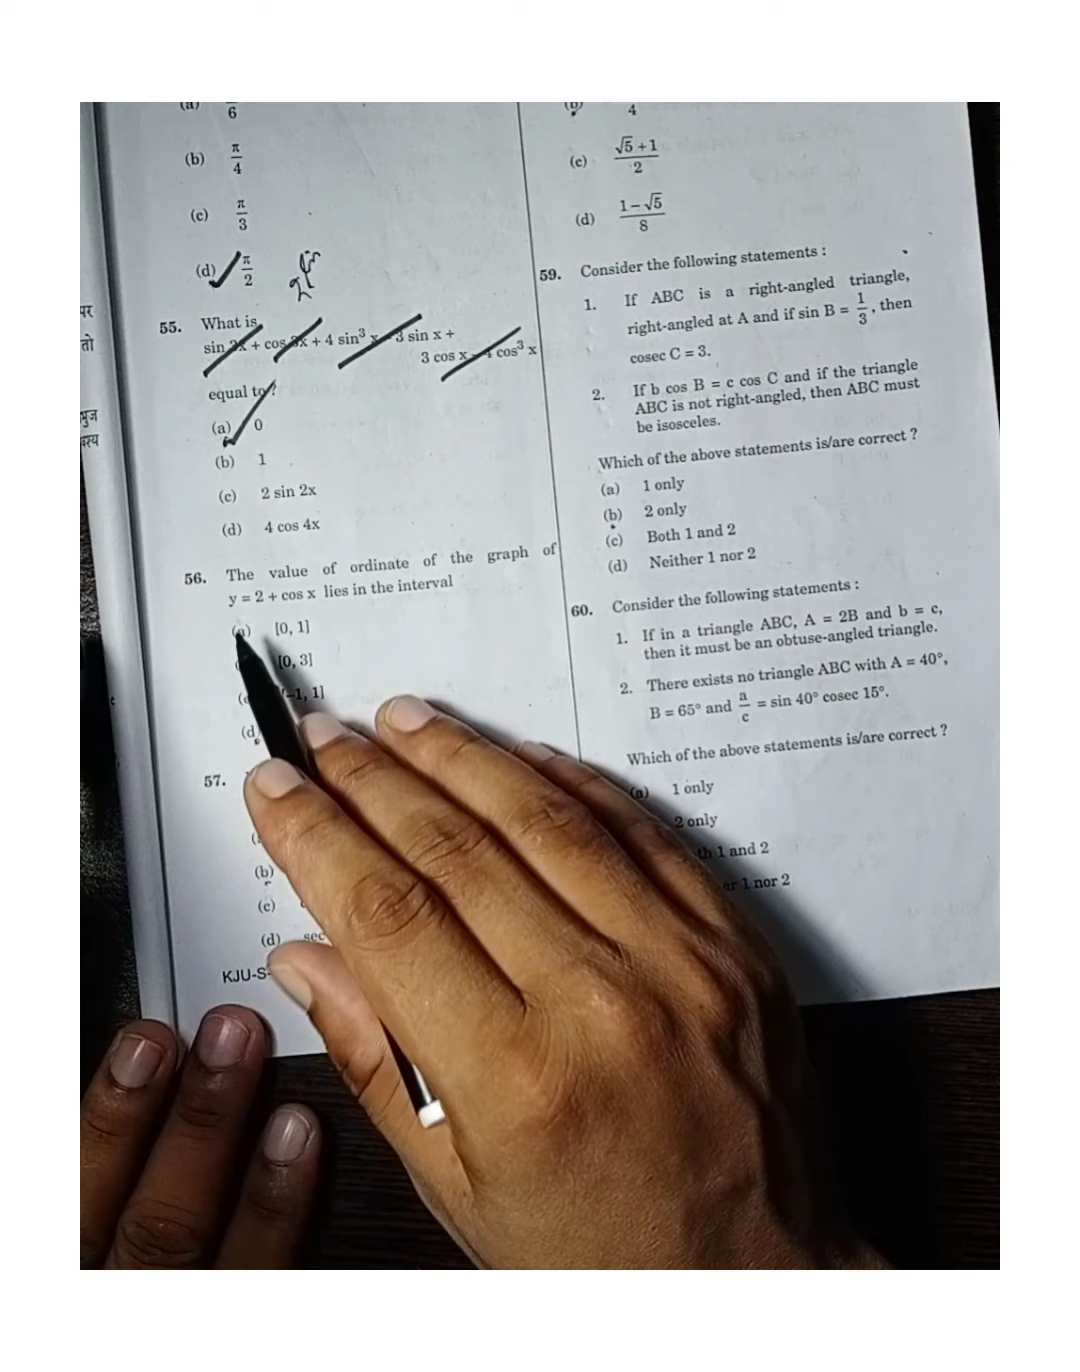 (a)
6
(b) π/4
(c) π/3
(d) π/2
55. What is
sin 3x + cos 3x + 4 sin³ x – 3 sin x +
3 cos x – 4 cos³ x
equal to ?
(a) 0
(b) 1
(c) 2 sin 2x
(d) 4 cos 4x
56. The value of ordinate of the graph of
y = 2 + cos x lies in the interval
(a) [0, 1]
[0, 3]
–1, 1]
(d)
57.
(b)
(c)
(d) sec
KJU-S-
(b)
4
(c) √5 + 1 / 2
(d) 1 – √5 / 8
59. Consider the following statements :
1. If ABC is a right-angled triangle,
right-angled at A and if sin B = 1/3, then
cosec C = 3.
2. If b cos B = c cos C and if the triangle
ABC is not right-angled, then ABC must
be isosceles.
Which of the above statements is/are correct ?
(a) 1 only
(b) 2 only
(c) Both 1 and 2
(d) Neither 1 nor 2
60. Consider the following statements :
1. If in a triangle ABC, A = 2B and b = c,
then it must be an obtuse-angled triangle.
2. There exists no triangle ABC with A = 40°,
B = 65° and a/c = sin 40° cosec 15°.
Which of the above statements is/are correct ?
(a) 1 only
2 only
th 1 and 2
er 1 nor 2
पर
तो